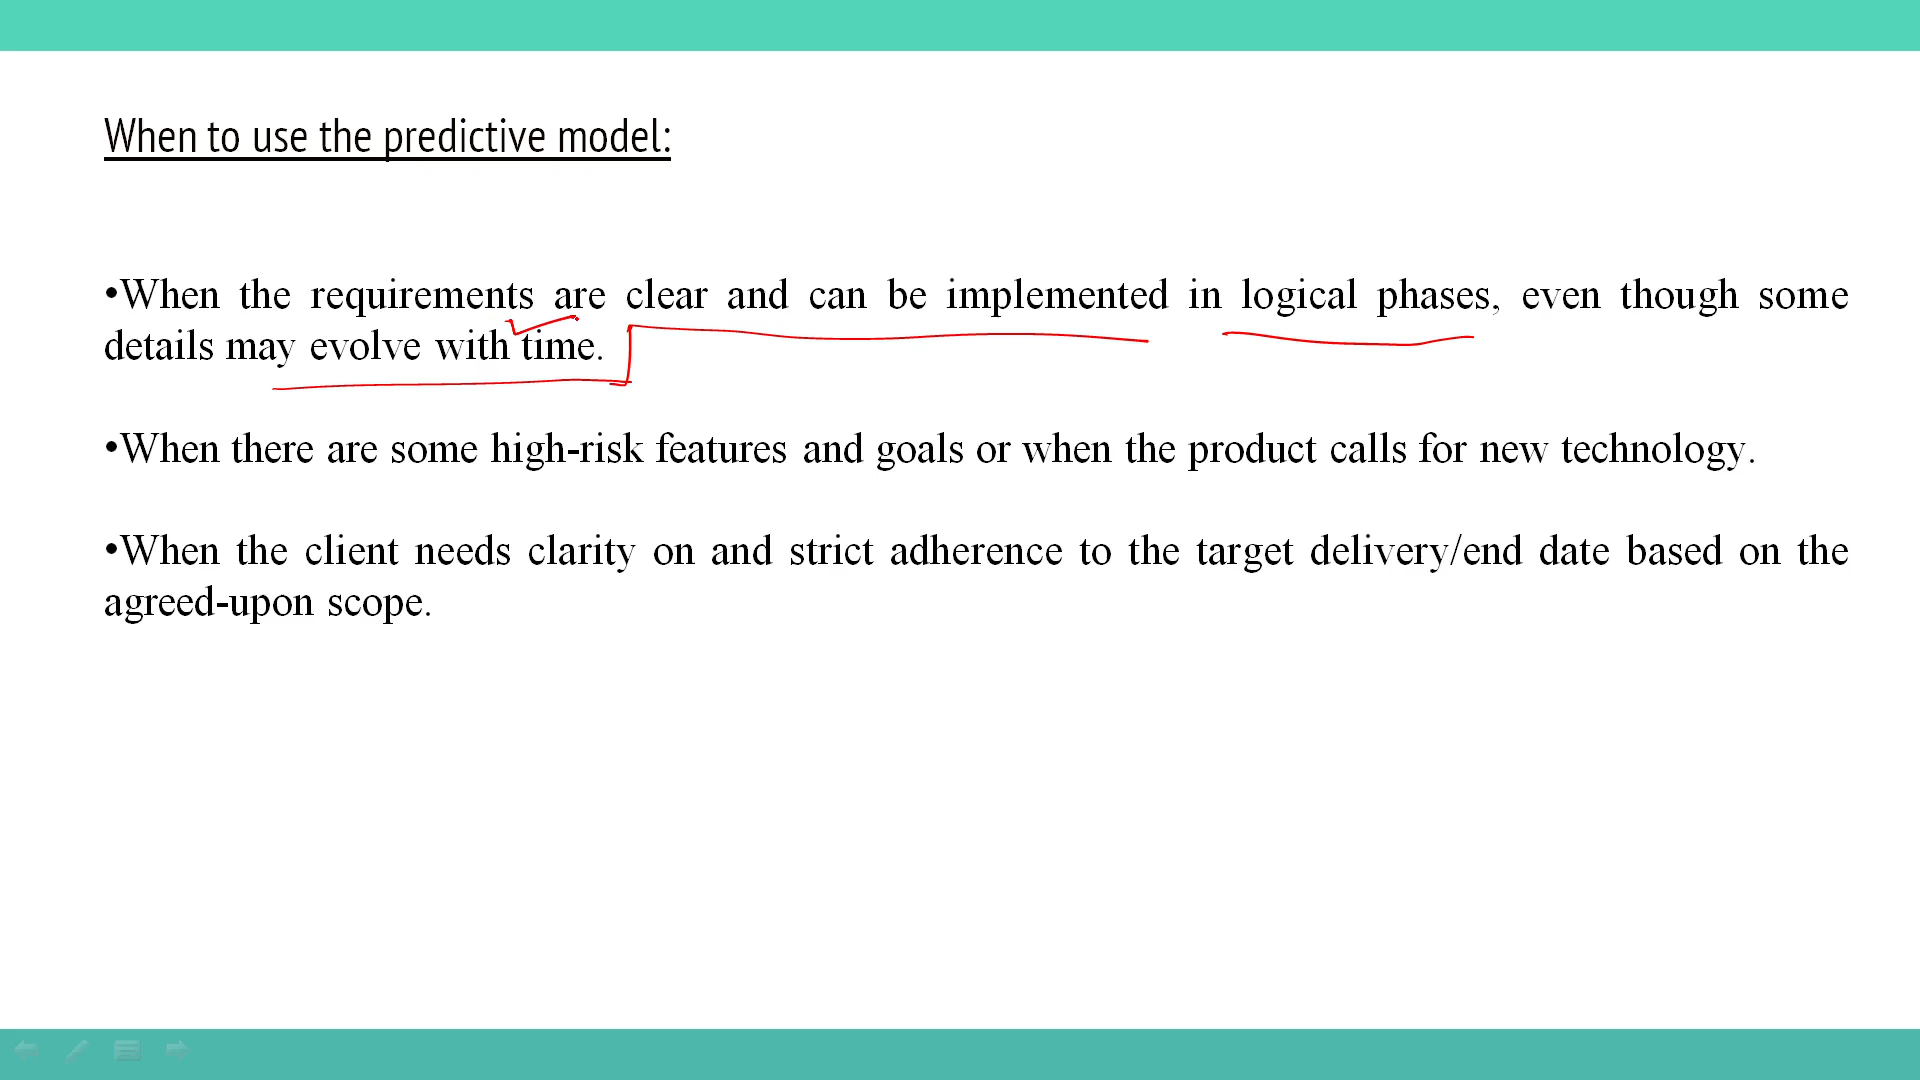 When to use the predictive model:
•When the requirements are clear and can be implemented in logical phases, even though some
details may evolve with time.
•When there are some high-risk features and goals or when the product calls for new technology.
•When the client needs clarity on and strict adherence to the target delivery/end date based on the
agreed-upon scope.